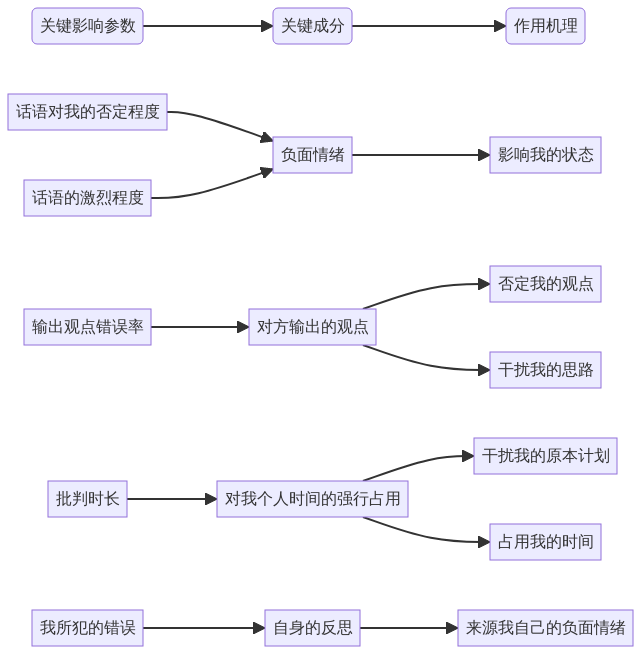 关键影响参数
关键成分
作用机理
话语对我的否定程度
话语的激烈程度
负面情绪
影响我的状态
输出观点错误率
对方输出的观点
否定我的观点
干扰我的思路
批判时长
对我个人时间的强行占用
干扰我的原本计划
占用我的时间
我所犯的错误
自身的反思
来源我自己的负面情绪